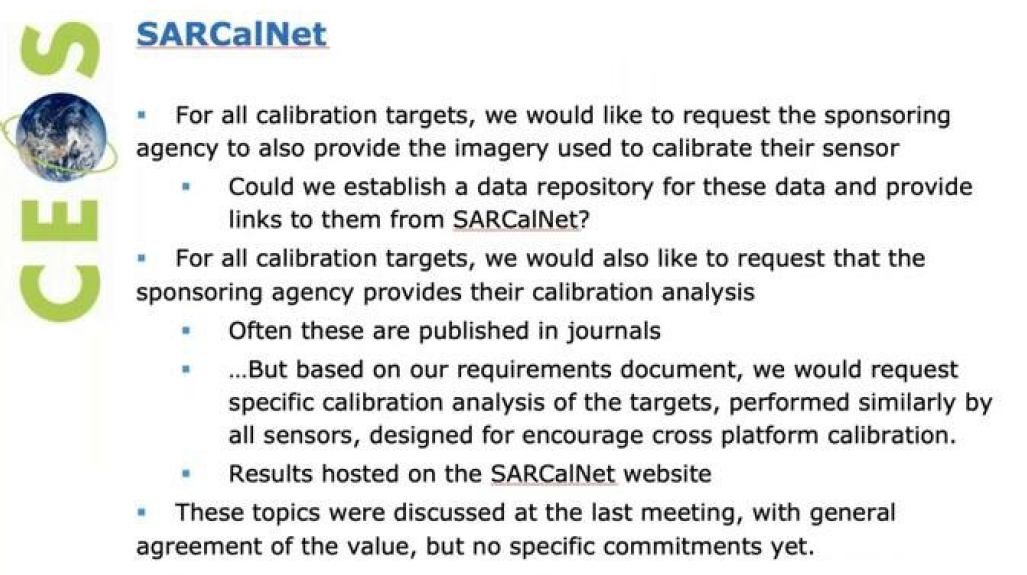 CEOS
SARCalNet
▪ For all calibration targets, we would like to request the sponsoring
agency to also provide the imagery used to calibrate their sensor
▪ Could we establish a data repository for these data and provide
links to them from SARCalNet?
▪ For all calibration targets, we would also like to request that the
sponsoring agency provides their calibration analysis
▪ Often these are published in journals
▪ …But based on our requirements document, we would request
specific calibration analysis of the targets, performed similarly by
all sensors, designed for encourage cross platform calibration.
▪ Results hosted on the SARCalNet website
▪ These topics were discussed at the last meeting, with general
agreement of the value, but no specific commitments yet.